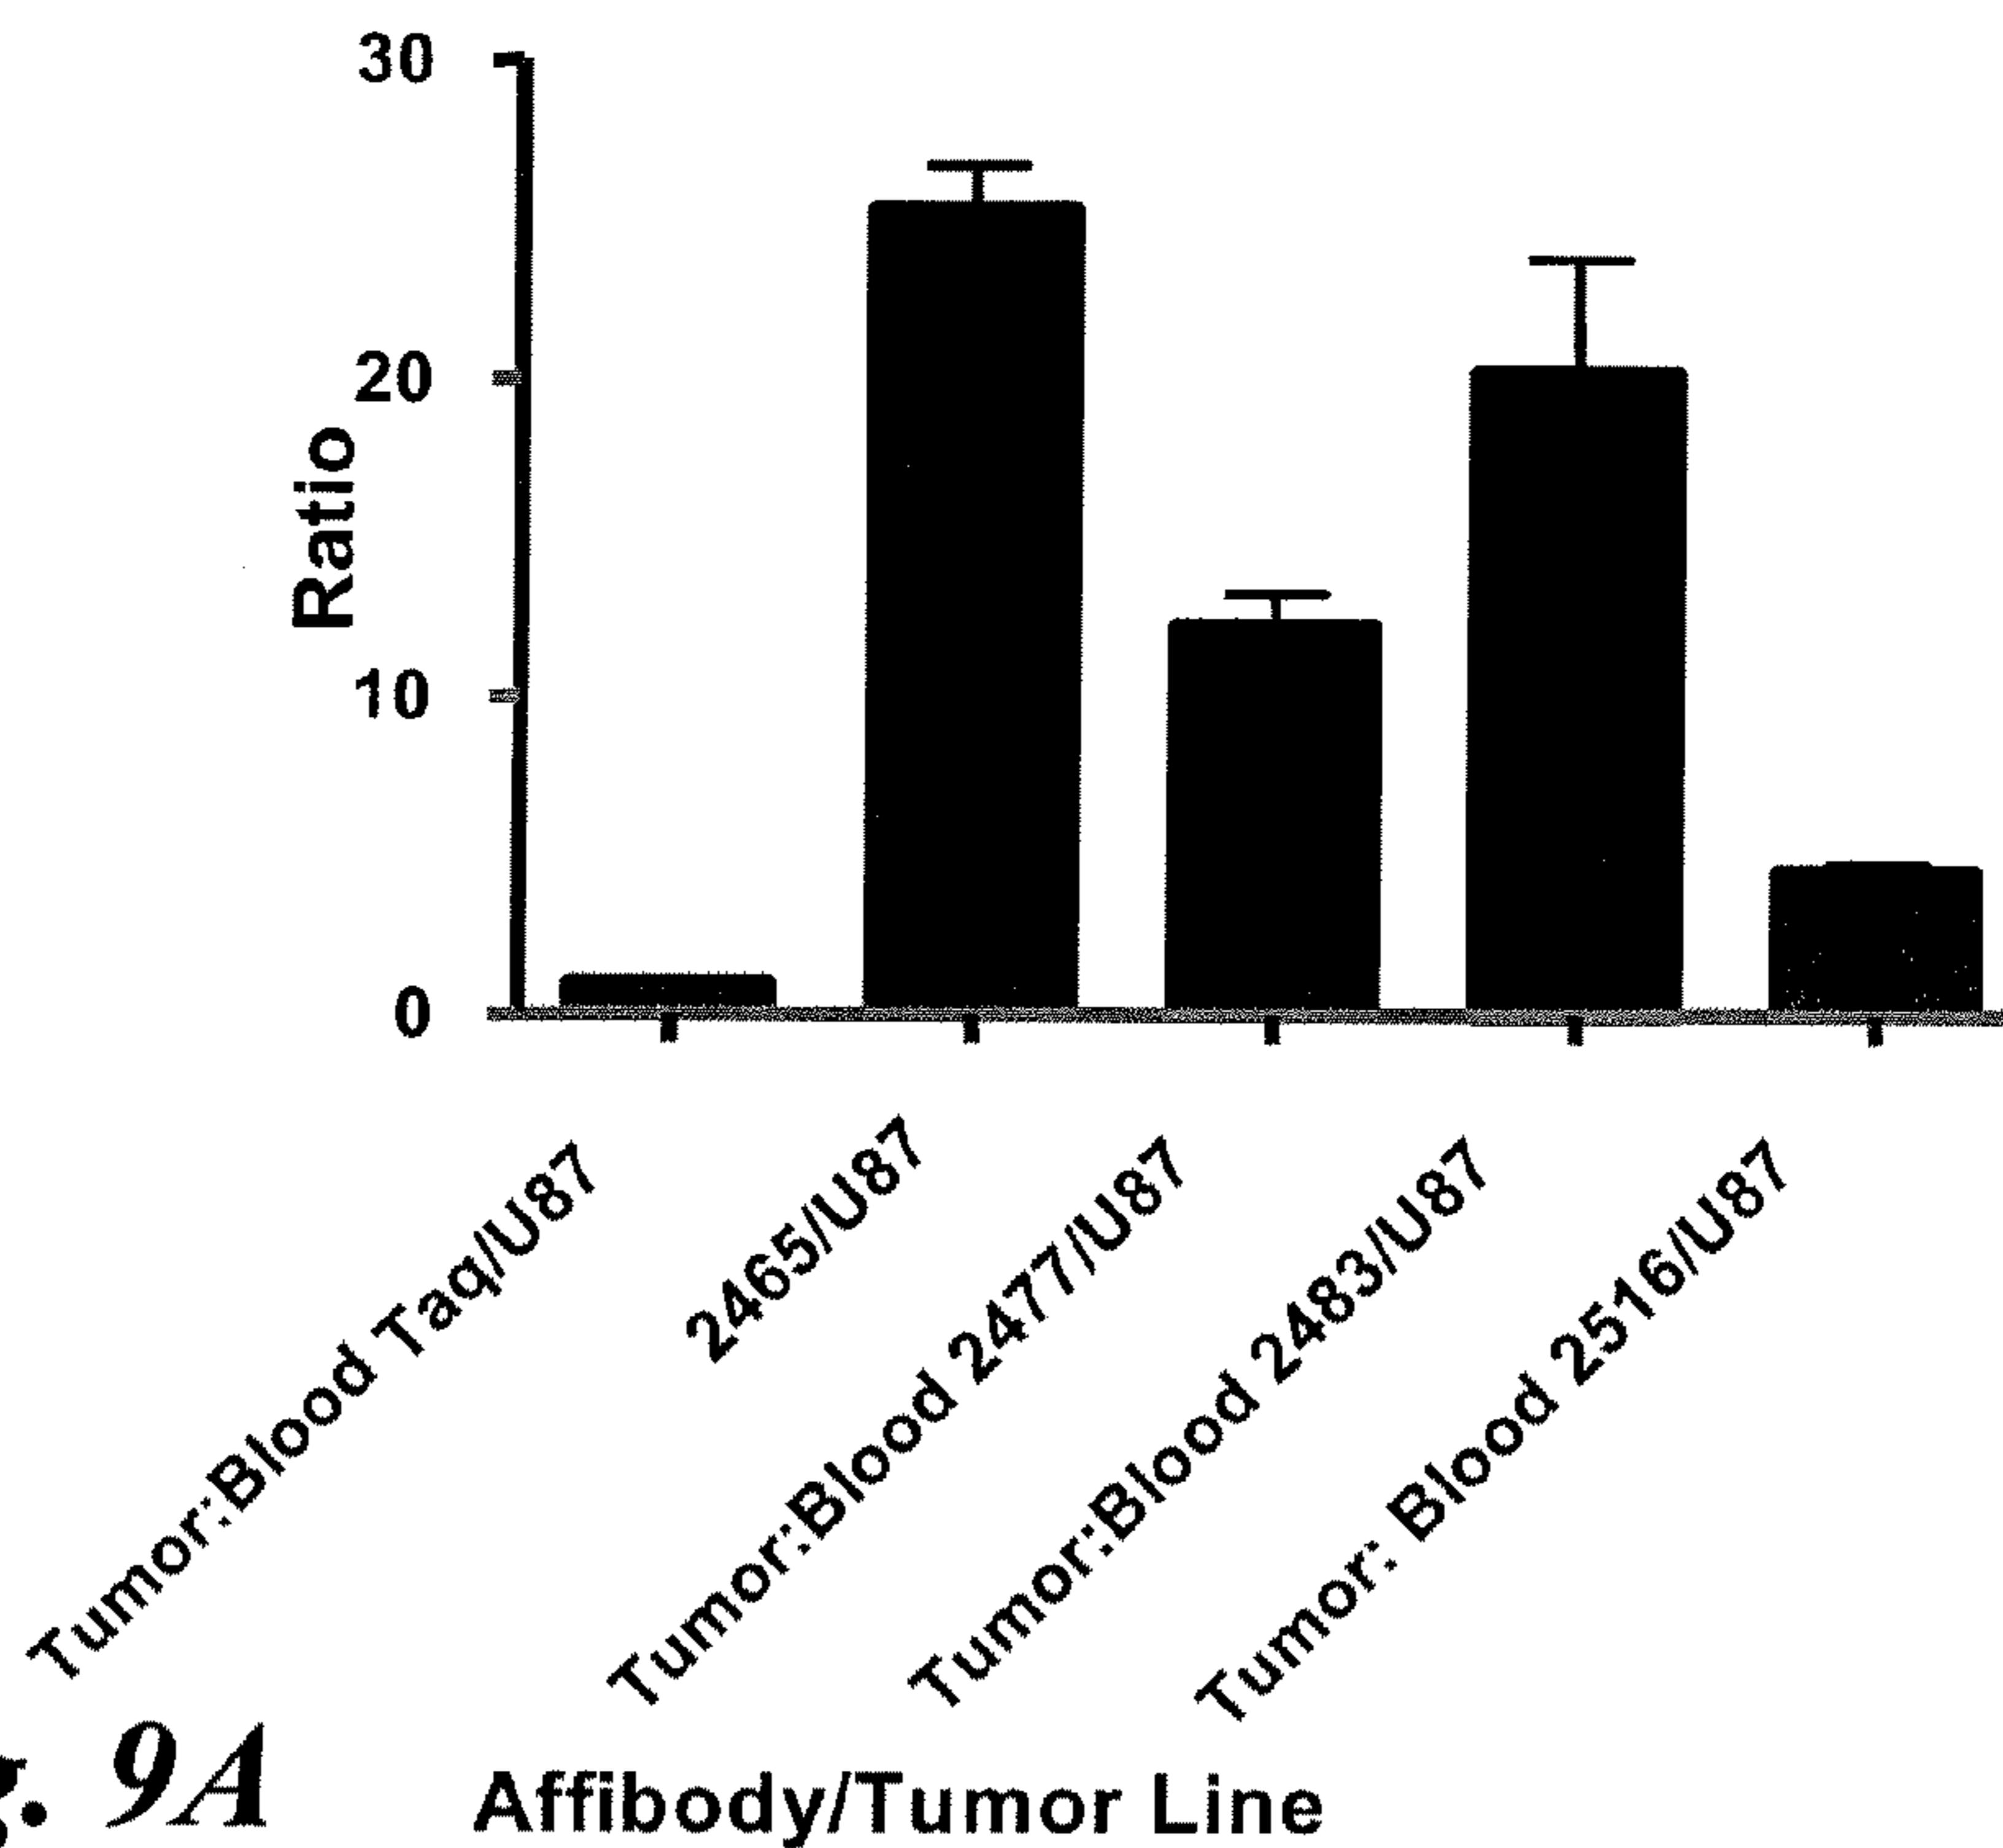 30
20
10
0
Ratio
Tumor:Blood Taq/U87
2465/U87
Tumor:Blood 2477/U87
Tumor:Blood 2483/U87
Tumor: Blood 2516/U87
g. 9A
Affibody/Tumor Line